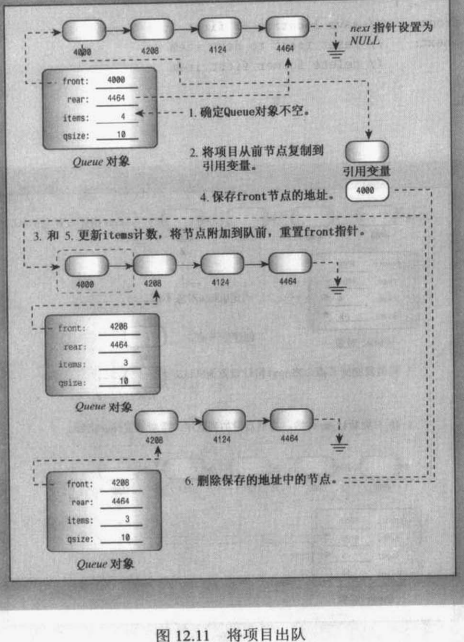 next 指针设置为
NULL
4000
4208
4124
4464
front: 4000
rear: 4464
items: 4
qsize: 10
Queue 对象
1. 确定Queue对象不空。
2. 将项目从前节点复制到
引用变量。
引用变量
4. 保存front节点的地址。
4000
3. 和 5. 更新items计数，将节点附加到队前，重置front指针。
4000
4208
4124
4464
front: 4208
rear: 4464
items: 3
qsize: 10
Queue 对象
4208
4124
4464
front: 4208
rear: 4464
items: 3
qsize: 10
Queue 对象
6. 删除保存的地址中的节点。
图 12.11 将项目出队